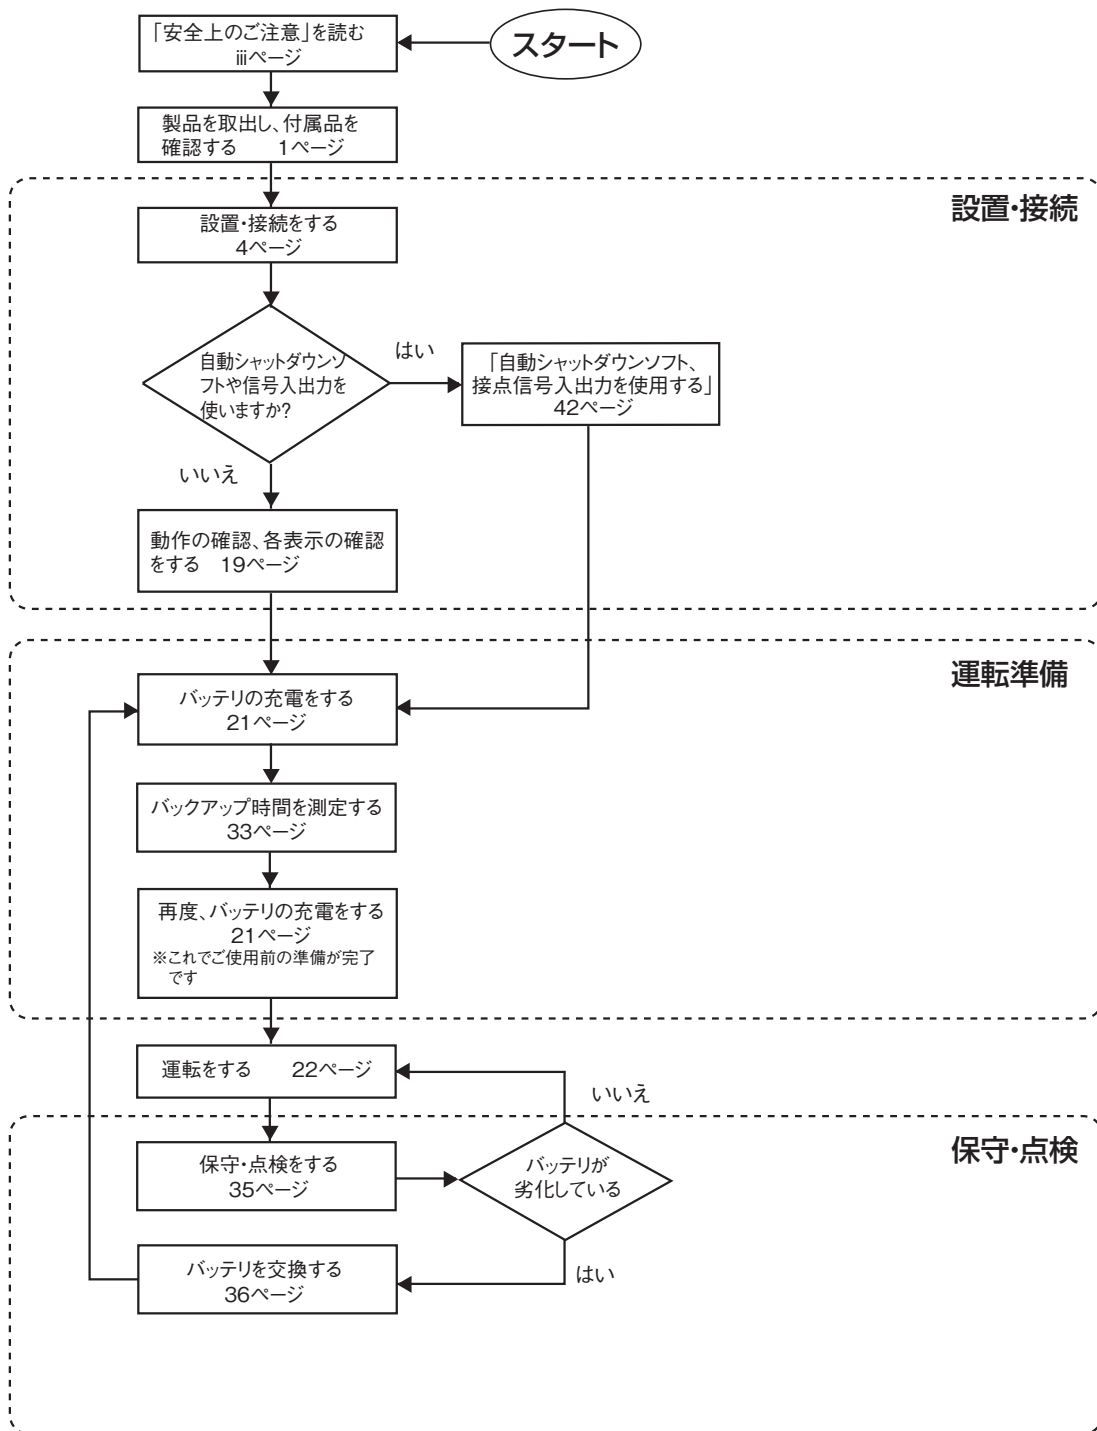 スタート
「安全上のご注意」を読む
iiiページ
製品を取出し、付属品を
確認する　　1ページ
設置・接続
設置・接続をする
4ページ
自動シャットダウンソ
フトや信号入出力を
使いますか?
はい
「自動シャットダウンソフト、
接点信号入出力を使用する」
42ページ
いいえ
動作の確認、各表示の確認
をする　19ページ
運転準備
バッテリの充電をする
21ページ
バックアップ時間を測定する
33ページ
再度、バッテリの充電をする
21ページ
※これでご使用前の準備が完了
です
運転をする　　22ページ
いいえ
保守・点検
保守・点検をする
35ページ
バッテリが
劣化している
はい
バッテリを交換する
36ページ